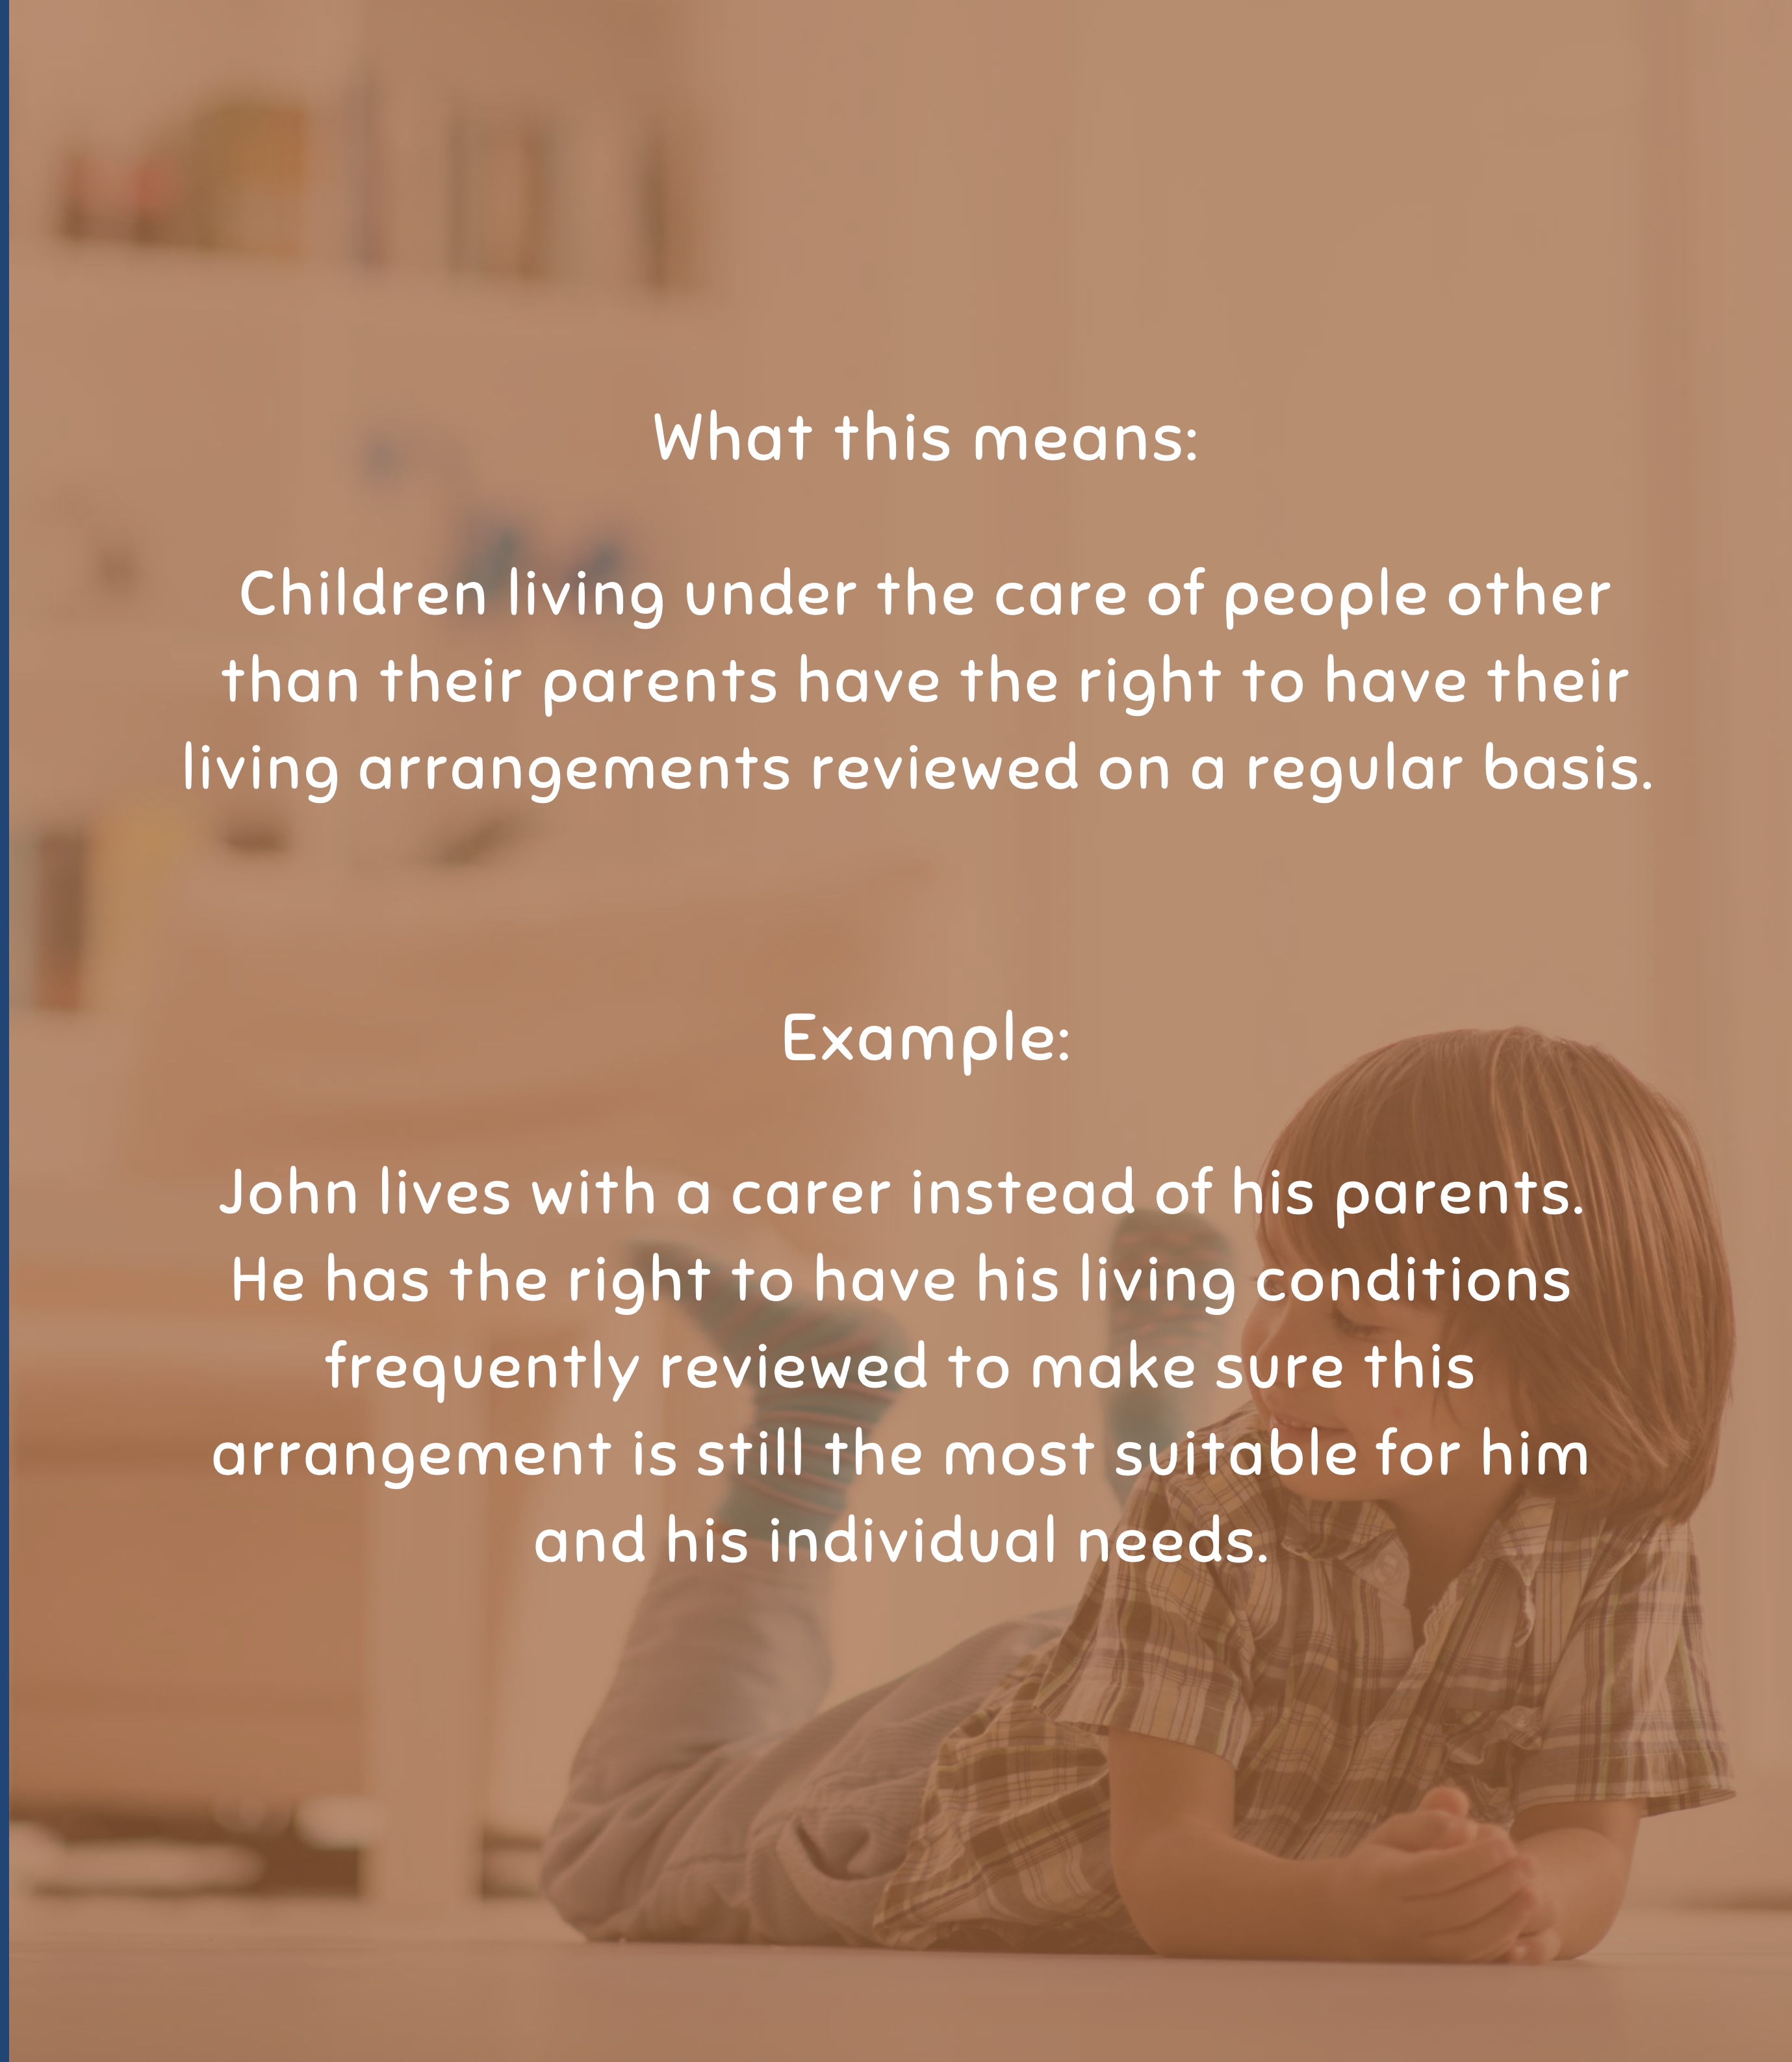 What this means:
Children living under the care of people other
than their parents have the right to have their
living arrangements reviewed on a regular basis.
Example:
John lives with a carer instead of his parents.
He has the right to have his living conditions
frequently reviewed to make sure this
arrangement is still the most suitable for him
and his individual needs.